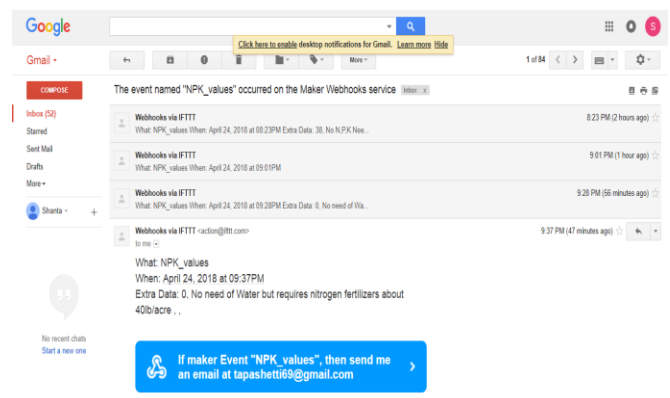 Google
Click here to enable desktop notifications for Gmail. Learn more Hide
Gmail
More
1 of 84
COMPOSE
The event named "NPK_values" occurred on the Maker Webhooks service Inbox x
Inbox (52)
Starred
Sent Mail
Drafts
More
Shanta
Webhooks via IFTTT 8:23 PM (2 hours ago)
What: NPK_values When: April 24, 2018 at 08:23PM Extra Data: 38, No N,P,K Nee...
Webhooks via IFTTT 9:01 PM (1 hour ago)
What: NPK_values When: April 24, 2018 at 09:01PM
Webhooks via IFTTT 9:28 PM (56 minutes ago)
What: NPK_values When: April 24, 2018 at 09:28PM Extra Data: 0, No need of Wa...
Webhooks via IFTTT <action@ifttt.com> 9:37 PM (47 minutes ago)
to me
What: NPK_values
When: April 24, 2018 at 09:37PM
Extra Data: 0, No need of Water but requires nitrogen fertilizers about
40lb/acre , ,
No recent chats
Start a new one
If maker Event "NPK_values", then send me
an email at tapashetti69@gmail.com
S